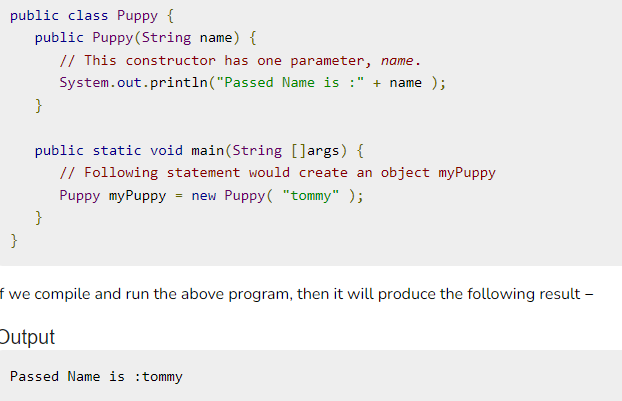 public class Puppy {
public Puppy(String name) {
// This constructor has one parameter, name.
System.out.println("Passed Name is :" + name );
}
public static void main(String []args) {
// Following statement would create an object myPuppy
Puppy myPuppy = new Puppy( "tommy" );
}
}
f we compile and run the above program, then it will produce the following result −
Output
Passed Name is :tommy